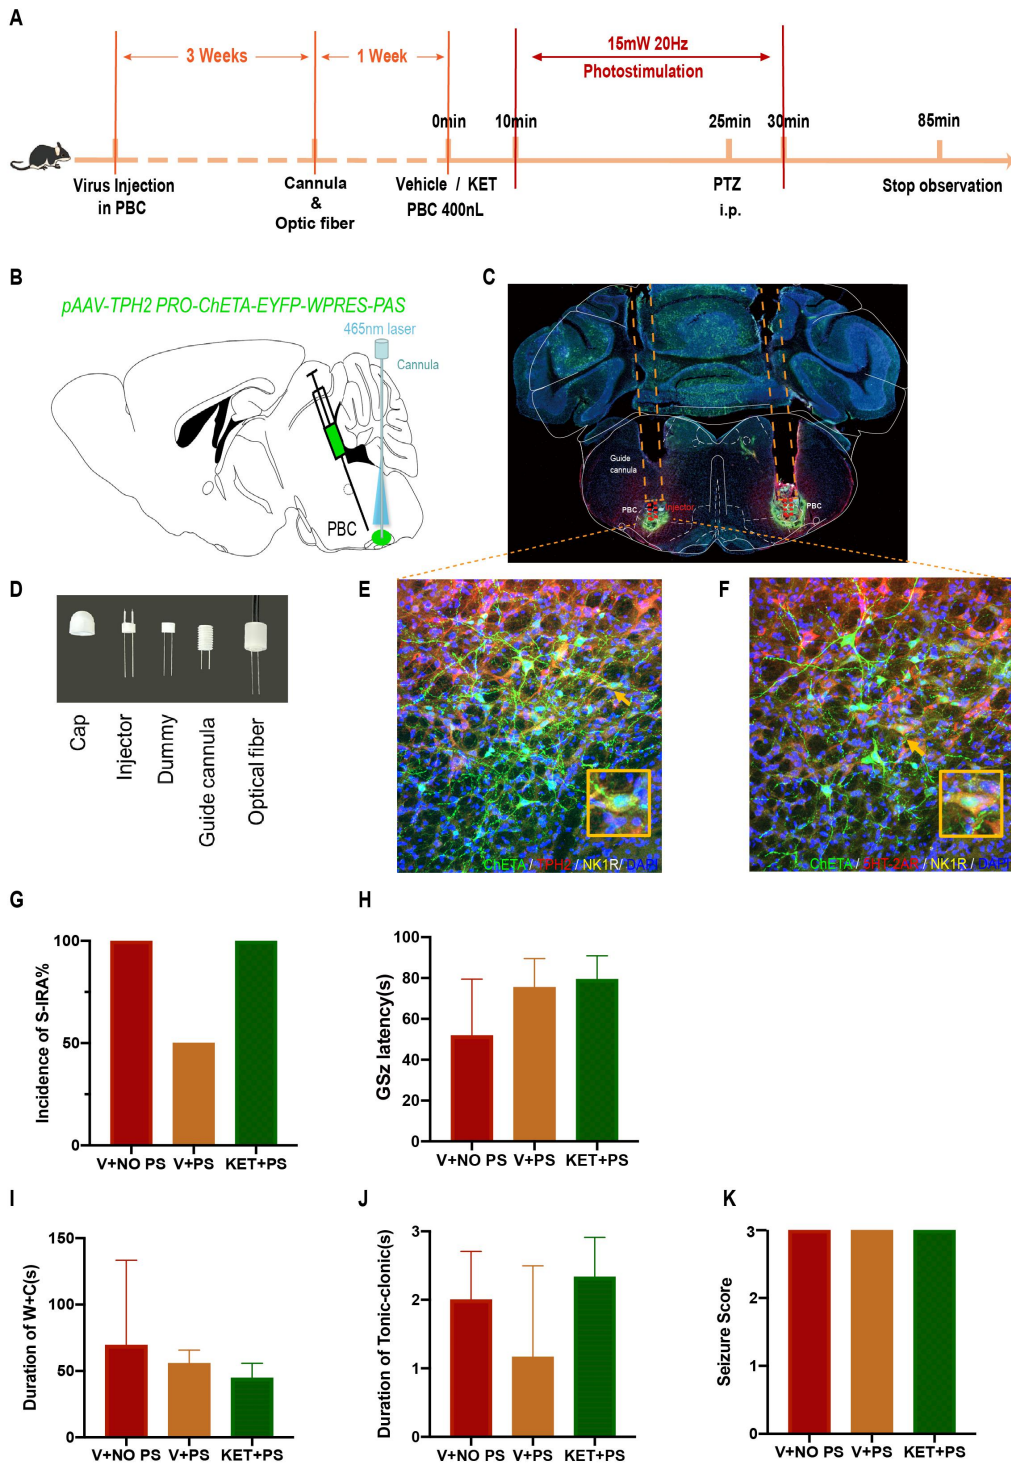 A
3 Weeks
1 Week
15mW 20Hz
Photostimulation
0min
10min
25min
30min
85min
Virus Injection
in PBC
Cannula
&
Optic fiber
Vehicle / KET
PBC 400nL
PTZ
i.p.
Stop observation
B
pAAV-TPH2 PRO-ChETA-EYFP-WPRES-PAS
465nm laser
Cannula
PBC
C
Guide
cannula
PBC
Injector
PBC
D
Cap
Injector
Dummy
Guide cannula
Optical fiber
E
ChETA / TPH2 / NK1R/ DAPI
F
ChETA / 5HT-2AR / NK1R / DAPI
G
Incidence of S-IRA%
100
50
0
V+NO PS
V+PS
KET+PS
H
GSz latency(s)
100
80
60
40
20
0
V+NO PS
V+PS
KET+PS
I
Duration of W+C(s)
150
100
50
0
V+NO PS
V+PS
KET+PS
J
Duration of Tonic-clonic(s)
3
2
1
0
V+NO PS
V+PS
KET+PS
K
Seizure Score
3
2
1
0
V+NO PS
V+PS
KET+PS